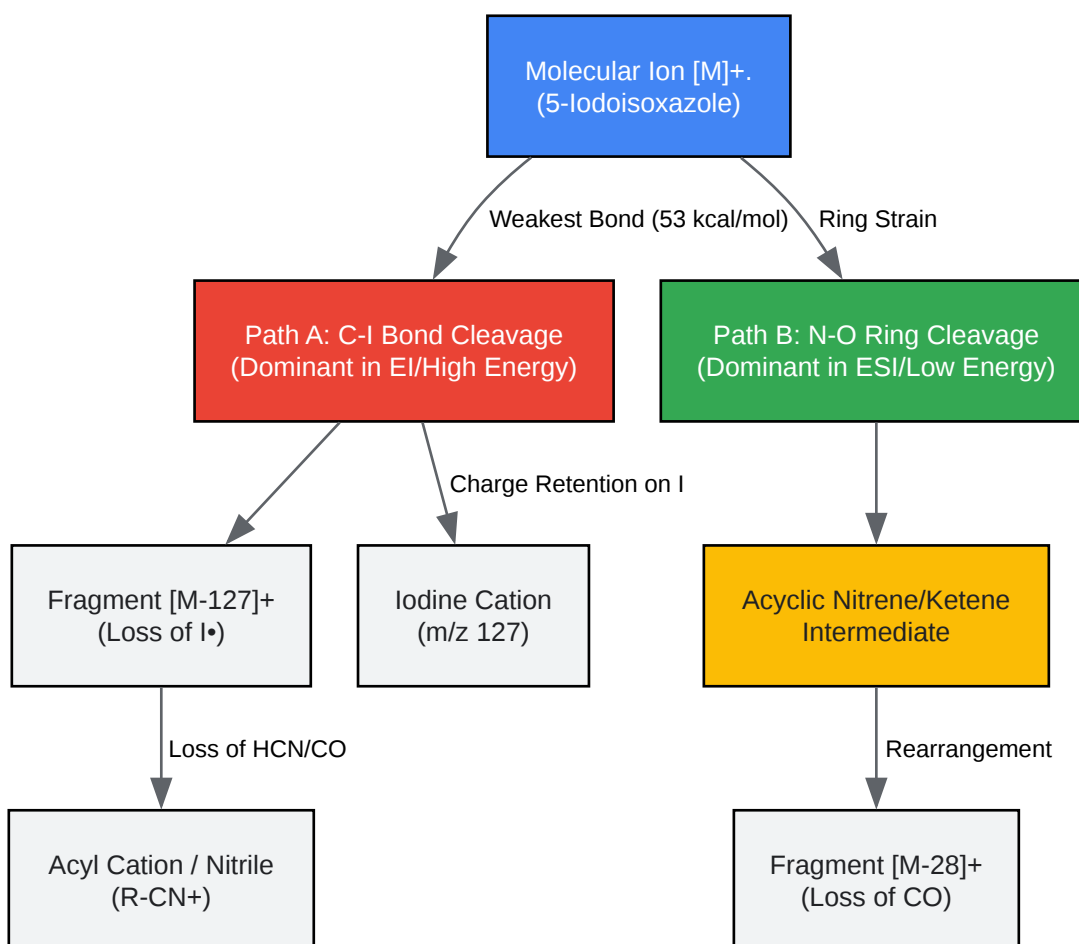 Molecular Ion [M]+.
(5-Iodoisoxazole)
Weakest Bond (53 kcal/mol)
Ring Strain
Path A: C-I Bond Cleavage
(Dominant in EI/High Energy)
Path B: N-O Ring Cleavage
(Dominant in ESI/Low Energy)
Charge Retention on I
Fragment [M-127]+
(Loss of I•)
Iodine Cation
(m/z 127)
Acyclic Nitrene/Ketene
Intermediate
Loss of HCN/CO
Rearrangement
Acyl Cation / Nitrile
(R-CN+)
Fragment [M-28]+
(Loss of CO)